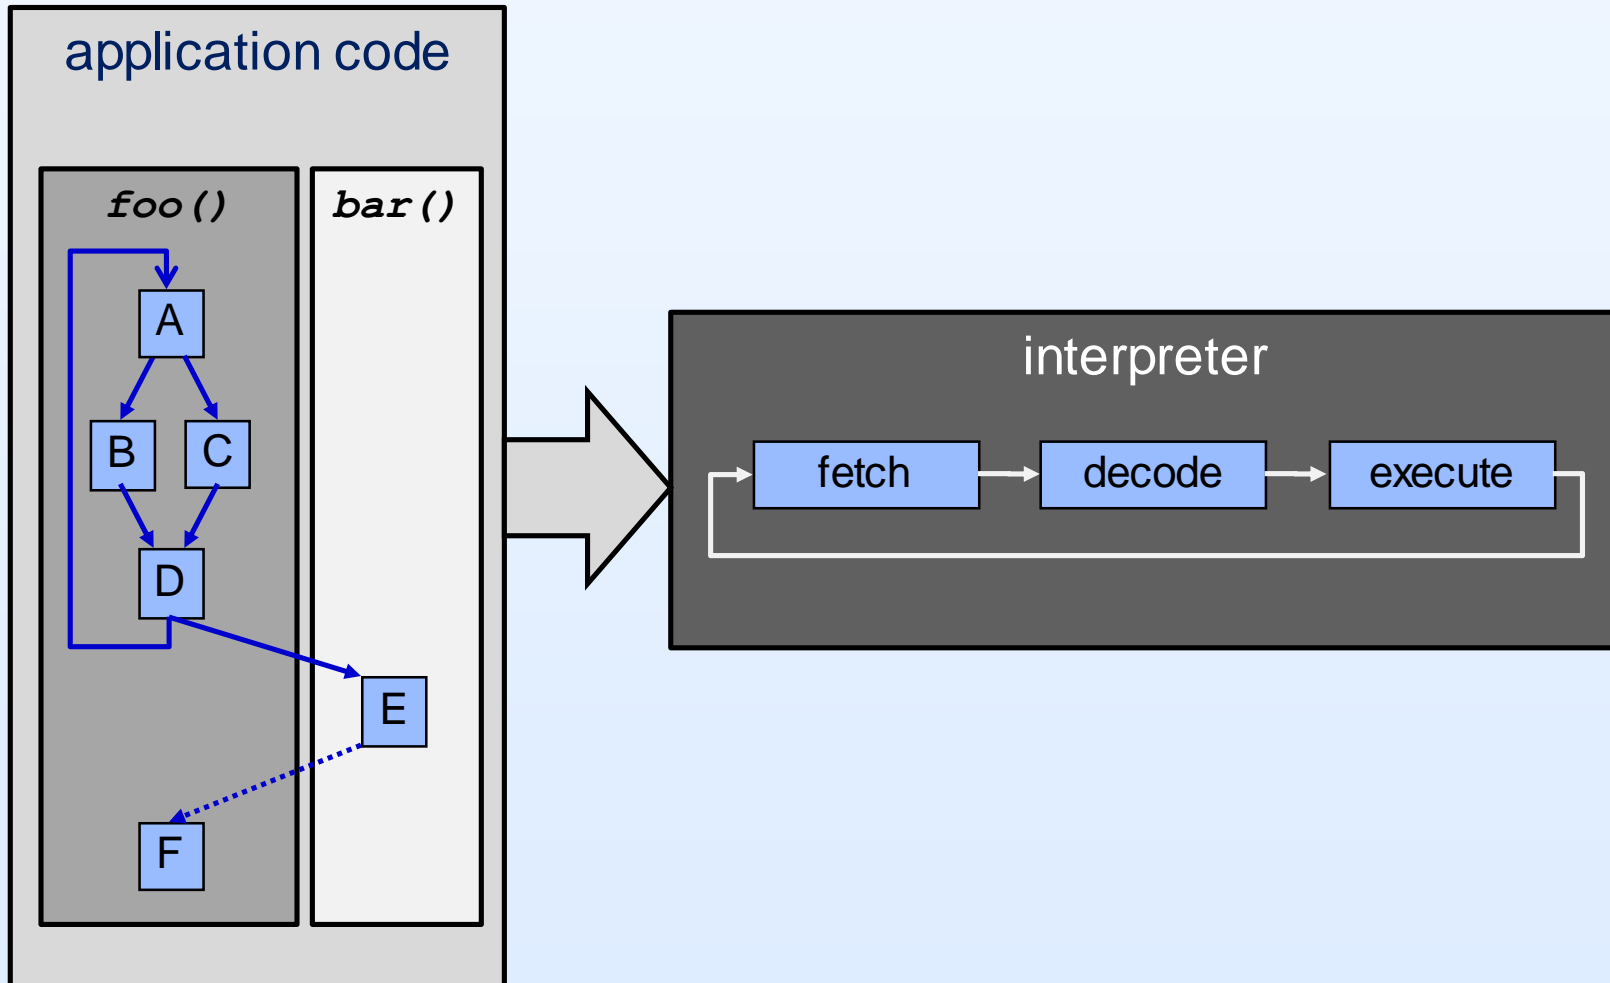 application code
foo()
bar()
A
B
C
D
E
F
interpreter
fetch
decode
execute